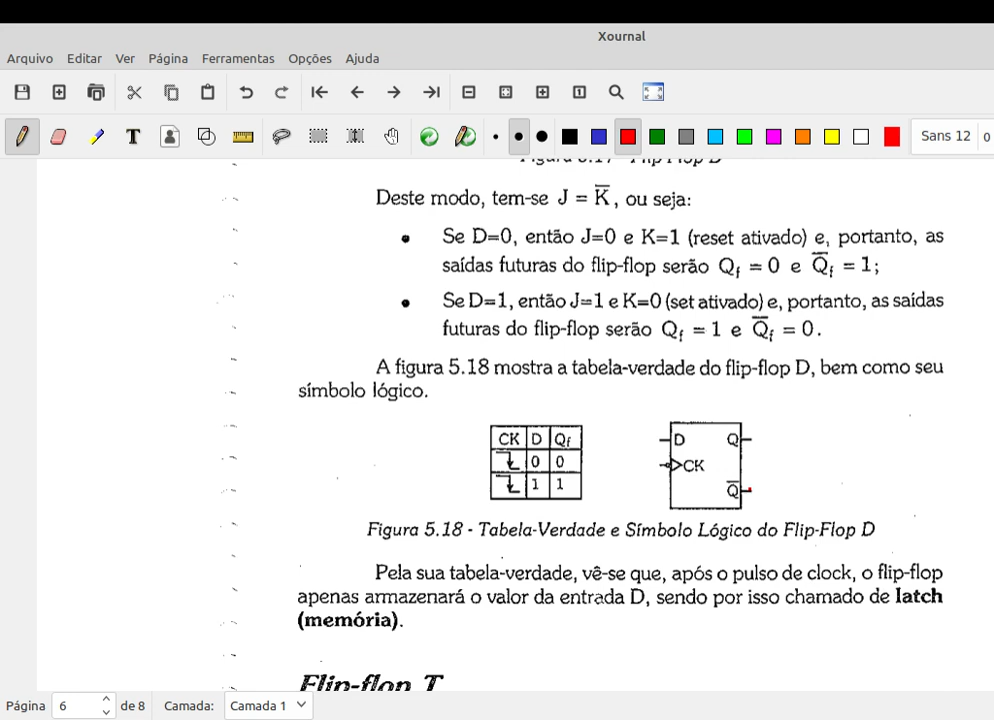 Xournal
Arquivo Editar Ver Página Ferramentas Opções Ajuda
T Sans 12 0
Deste modo, tem-se J = K̅, ou seja:
• Se D=0, então J=0 e K=1 (reset ativado) e, portanto, as
saídas futuras do flip-flop serão Qf = 0 e Q̅f = 1;
• Se D=1, então J=1 e K=0 (set ativado) e, portanto, as saídas
futuras do flip-flop serão Qf = 1 e Q̅f = 0.
A figura 5.18 mostra a tabela-verdade do flip-flop D, bem como seu
símbolo lógico.
CK D Qf
0 0
1 1
D Q
CK
Q̅
Figura 5.18 - Tabela-Verdade e Símbolo Lógico do Flip-Flop D
Pela sua tabela-verdade, vê-se que, após o pulso de clock, o flip-flop
apenas armazenará o valor da entrada D, sendo por isso chamado de latch
(memória).
Flip-flop T
Página 6 de 8 Camada: Camada 1